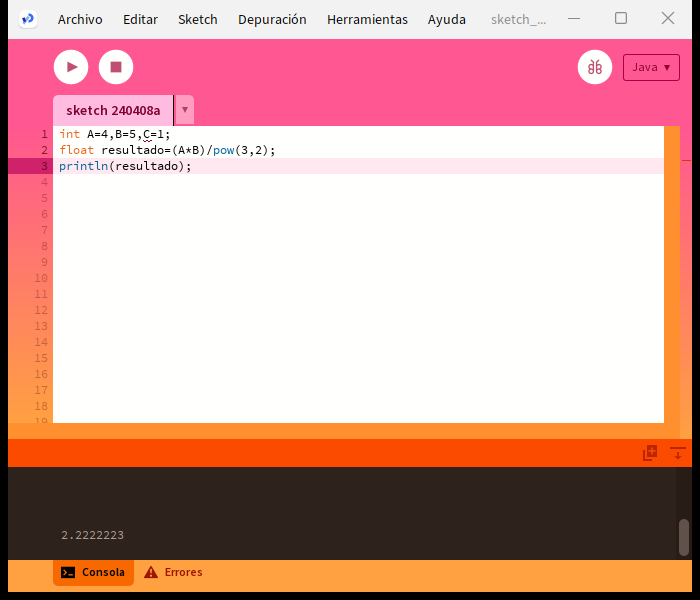 Archivo Editar Sketch Depuración Herramientas Ayuda sketch_...
Java ▾
sketch 240408a ▾
1 int A=4,B=5,C=1;
2 float resultado=(A*B)/pow(3,2);
3 println(resultado);
4
5
6
7
8
9
10
11
12
13
14
15
16
17
18
19
2.2222223
Consola Errores